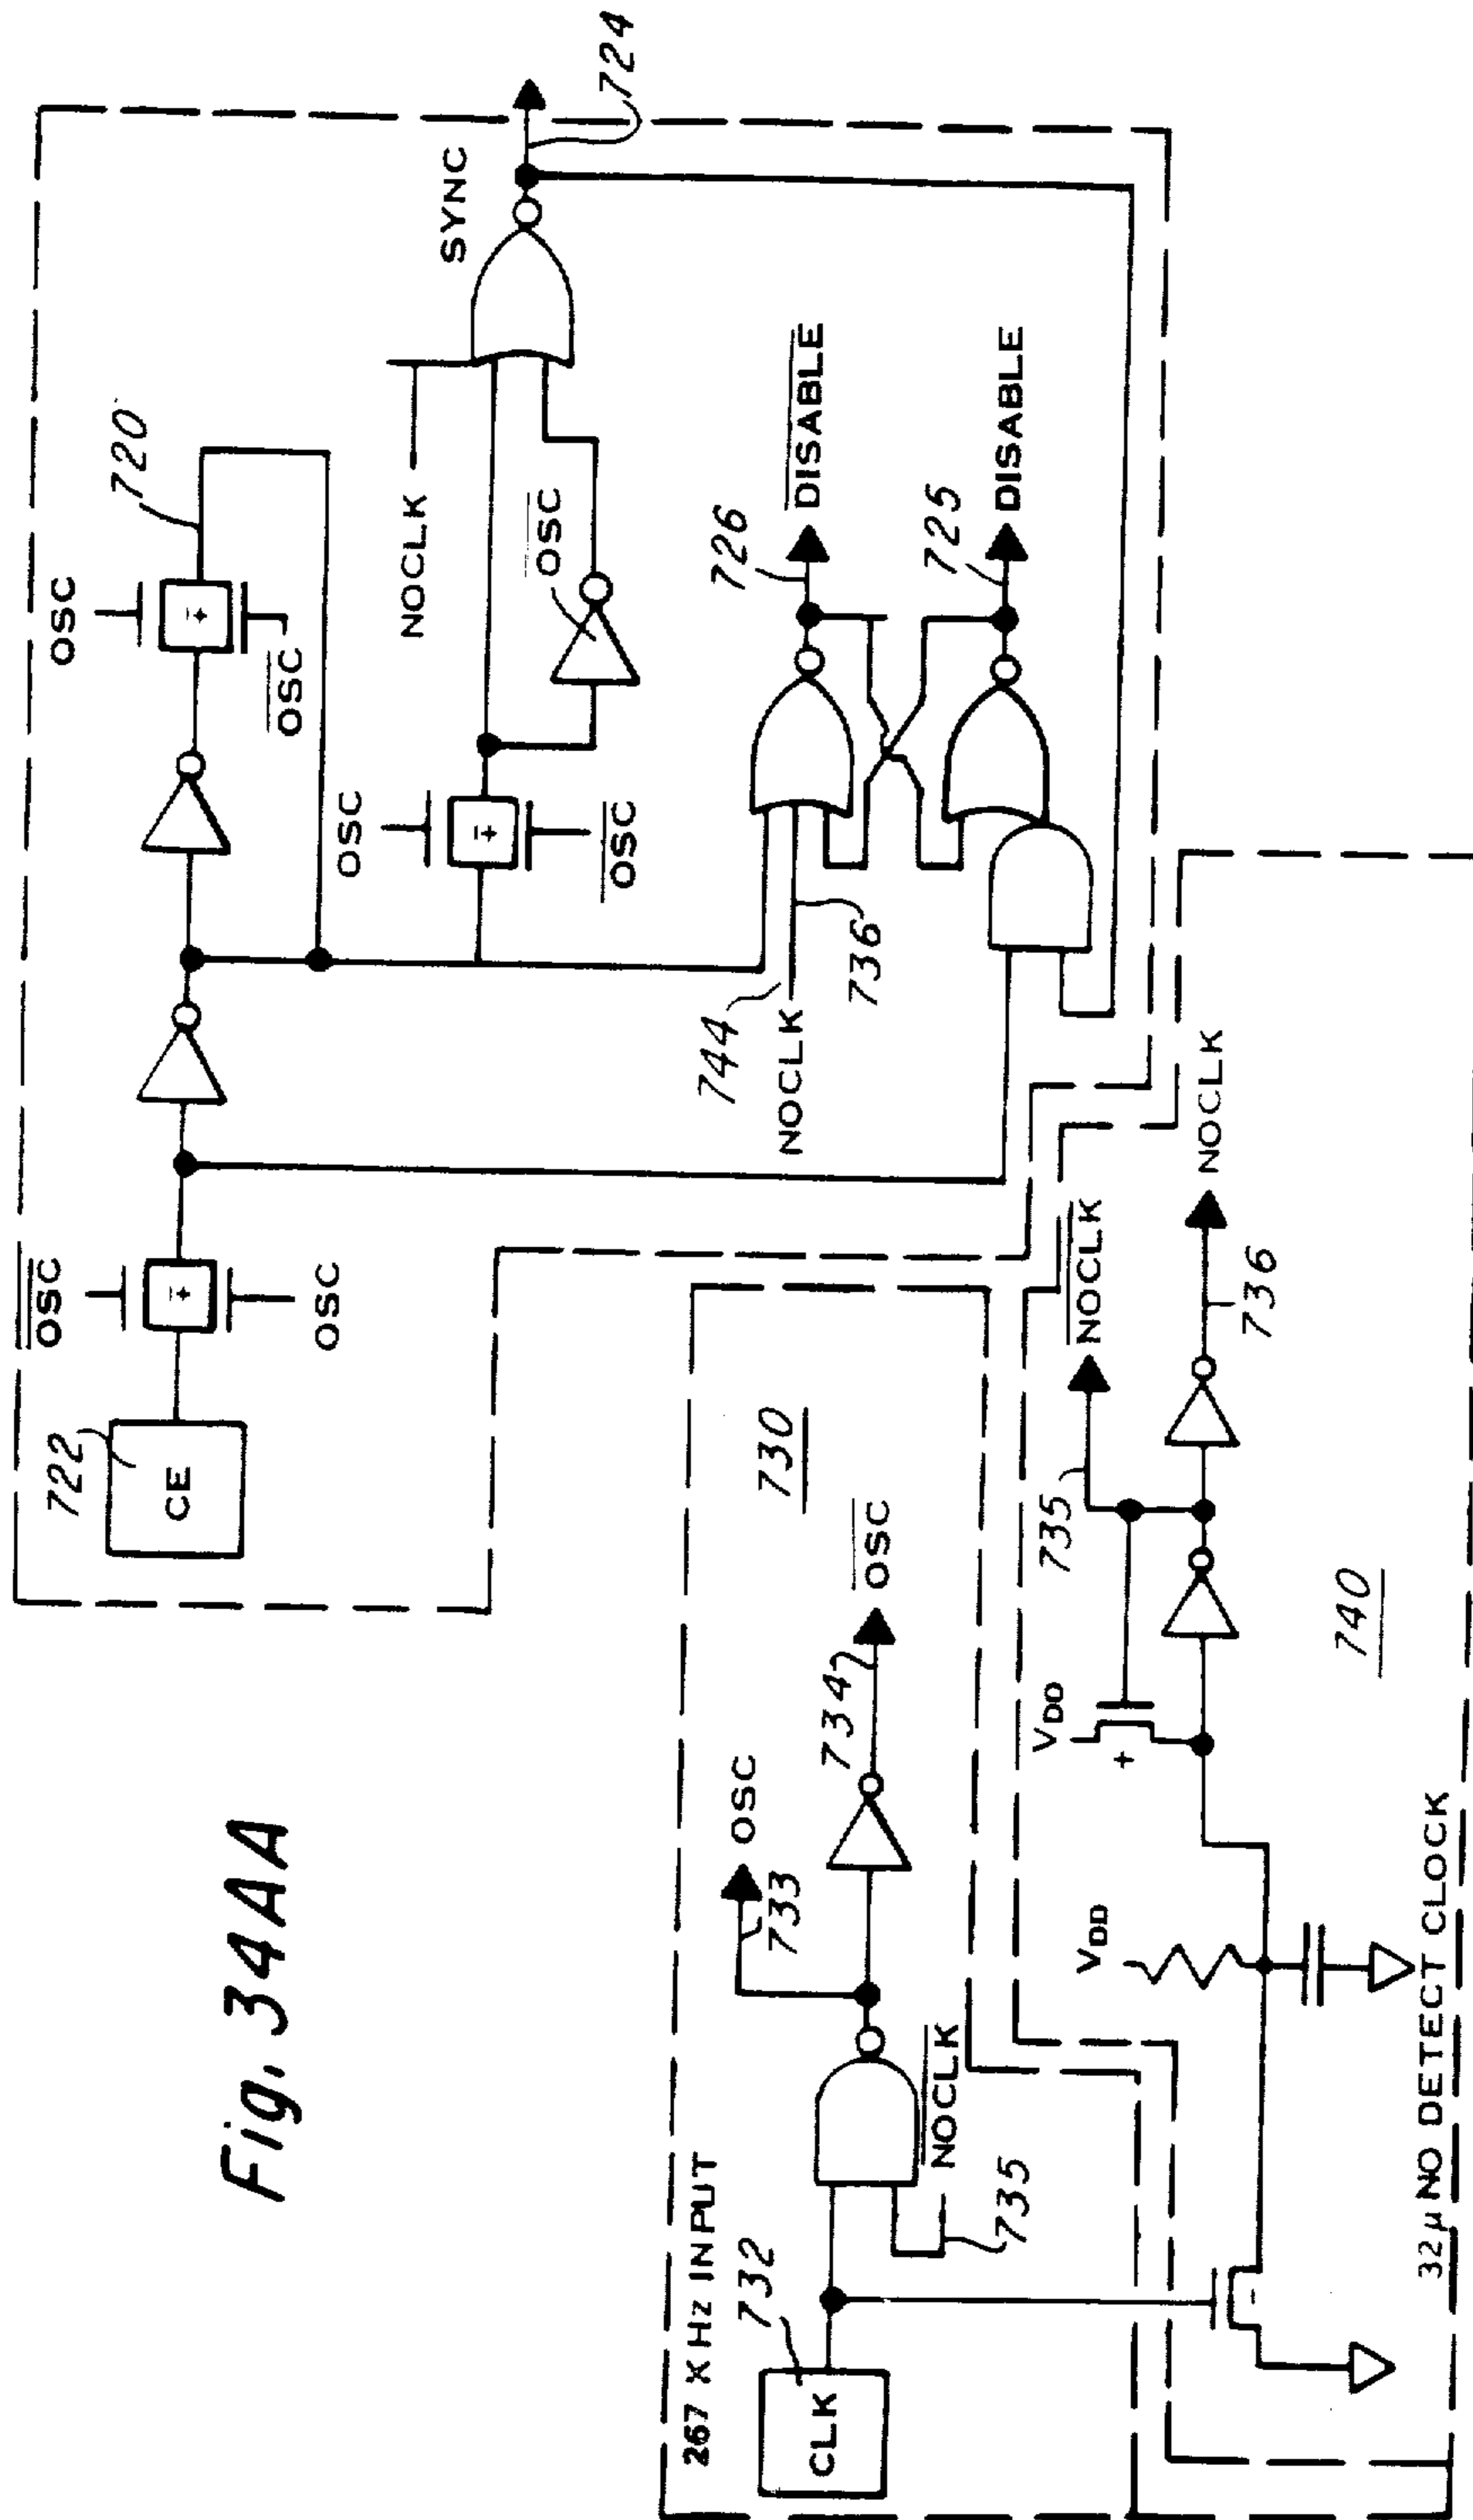 Fig. 34AA
722
CE
OSC
OSC
OSC
OSC
720
OSC
OSC
NOCLK
OSC
SYNC
724
744
NOCLK
736
726
DISABLE
725
DISABLE
267 KHz INPUT
732
CLK
NOCLK
735
733
OSC
734
OSC
730
VDD
VDD
735
NOCLK
736
NOCLK
740
32μ NO DETECT CLOCK